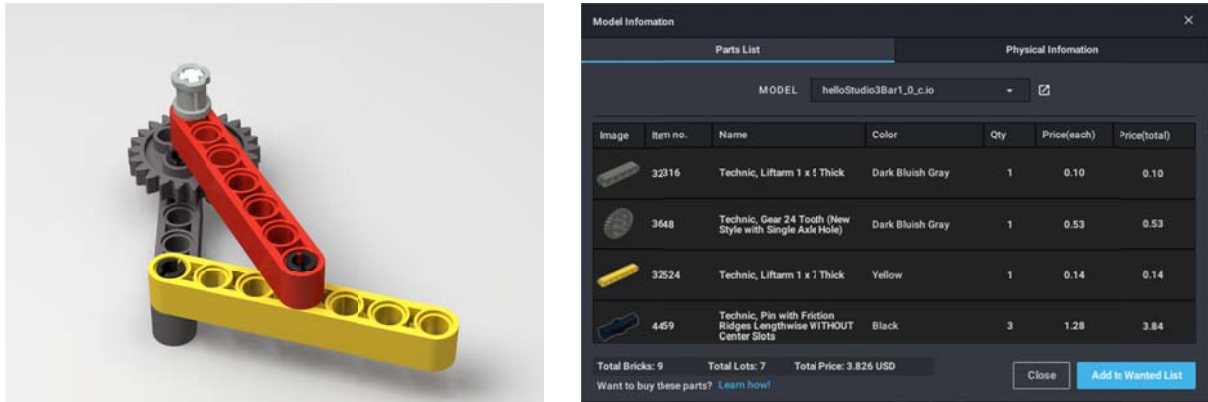 Model Infomation
Parts List Physical Infomation
MODEL helloStudio3Bar1_0_c.io
Image Item no. Name Color Qty Price(each) Price(total)
32316 Technic, Liftarm 1 x 5 Thick Dark Bluish Gray 1 0.10 0.10
3648 Technic, Gear 24 Tooth (New
Style with Single Axle Hole) Dark Bluish Gray 1 0.53 0.53
32524 Technic, Liftarm 1 x 7 Thick Yellow 1 0.14 0.14
4459 Technic, Pin with Friction
Ridges Lengthwise WITHOUT
Center Slots Black 3 1.28 3.84
Total Bricks: 9 Total Lots: 7 Total Price: 3.826 USD
Want to buy these parts? Learn how!
Close Add to Wanted List